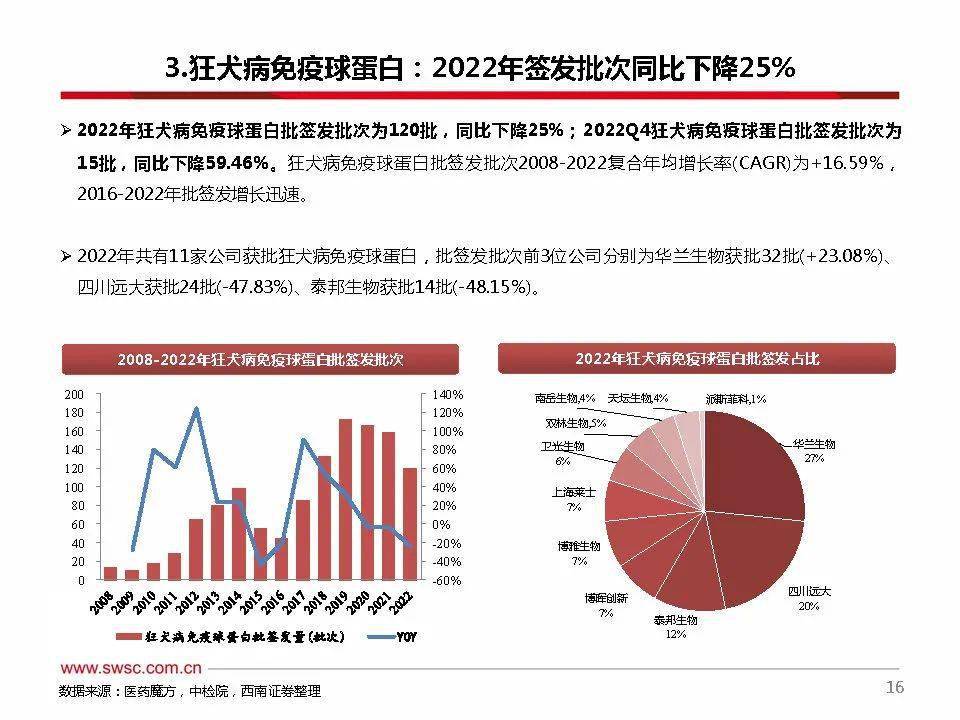 3.狂犬病免疫球蛋白：2022年签发批次同比下降25%
➢ 2022年狂犬病免疫球蛋白批签发批次为120批，同比下降25%；2022Q4狂犬病免疫球蛋白批签发批次为
15批，同比下降59.46%。狂犬病免疫球蛋白批签发批次2008-2022复合年均增长率(CAGR)为+16.59%，
2016-2022年批签发增长迅速。
➢ 2022年共有11家公司获批狂犬病免疫球蛋白，批签发批次前3位公司分别为华兰生物获批32批(+23.08%)、
四川远大获批24批(-47.83%)、泰邦生物获批14批(-48.15%)。
2008-2022年狂犬病免疫球蛋白批签发批次
200
180
160
140
120
100
80
60
40
20
0
140%
120%
100%
80%
60%
40%
20%
0%
-20%
-40%
-60%
2008
2009
2010
2011
2012
2013
2014
2015
2016
2017
2018
2019
2020
2021
2022
狂犬病免疫球蛋白批签发量(批次)
YOY
2022年狂犬病免疫球蛋白批签发占比
南岳生物,4%
天坛生物,4%
派斯菲科,1%
双林生物,5%
卫光生物
6%
上海莱士
7%
博雅生物
7%
博晖创新
7%
泰邦生物
12%
四川远大
20%
华兰生物
27%
www.swsc.com.cn
数据来源：医药魔方，中检院，西南证券整理
16